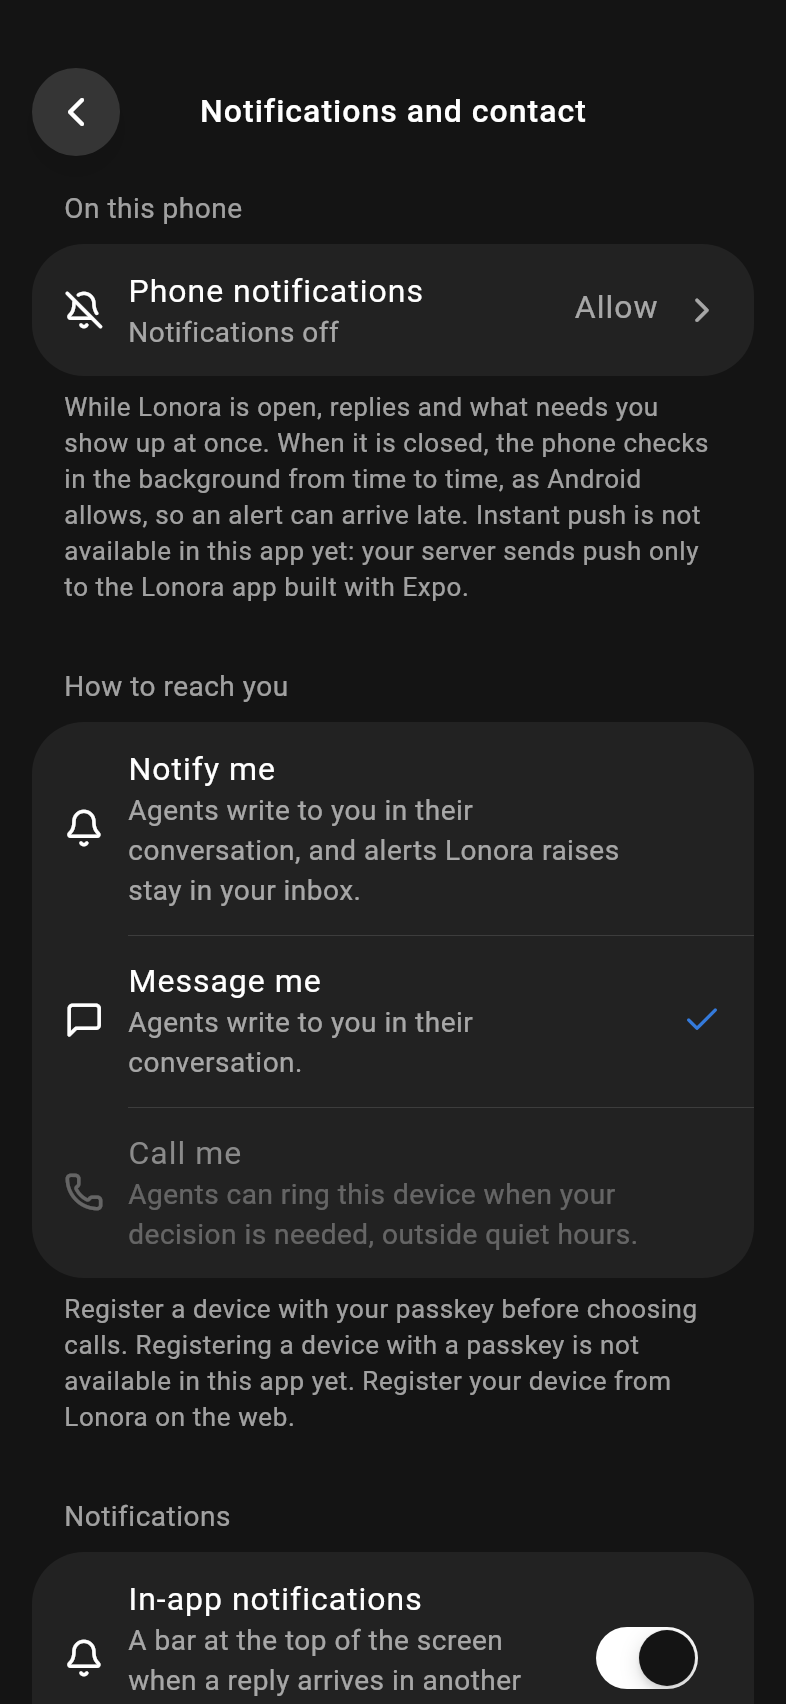 Notifications and contact
On this phone
Phone notifications
Notifications off
Allow
While Lonora is open, replies and what needs you
show up at once. When it is closed, the phone checks
in the background from time to time, as Android
allows, so an alert can arrive late. Instant push is not
available in this app yet: your server sends push only
to the Lonora app built with Expo.
How to reach you
Notify me
Agents write to you in their
conversation, and alerts Lonora raises
stay in your inbox.
Message me
Agents write to you in their
conversation.
Call me
Agents can ring this device when your
decision is needed, outside quiet hours.
Register a device with your passkey before choosing
calls. Registering a device with a passkey is not
available in this app yet. Register your device from
Lonora on the web.
Notifications
In-app notifications
A bar at the top of the screen
when a reply arrives in another